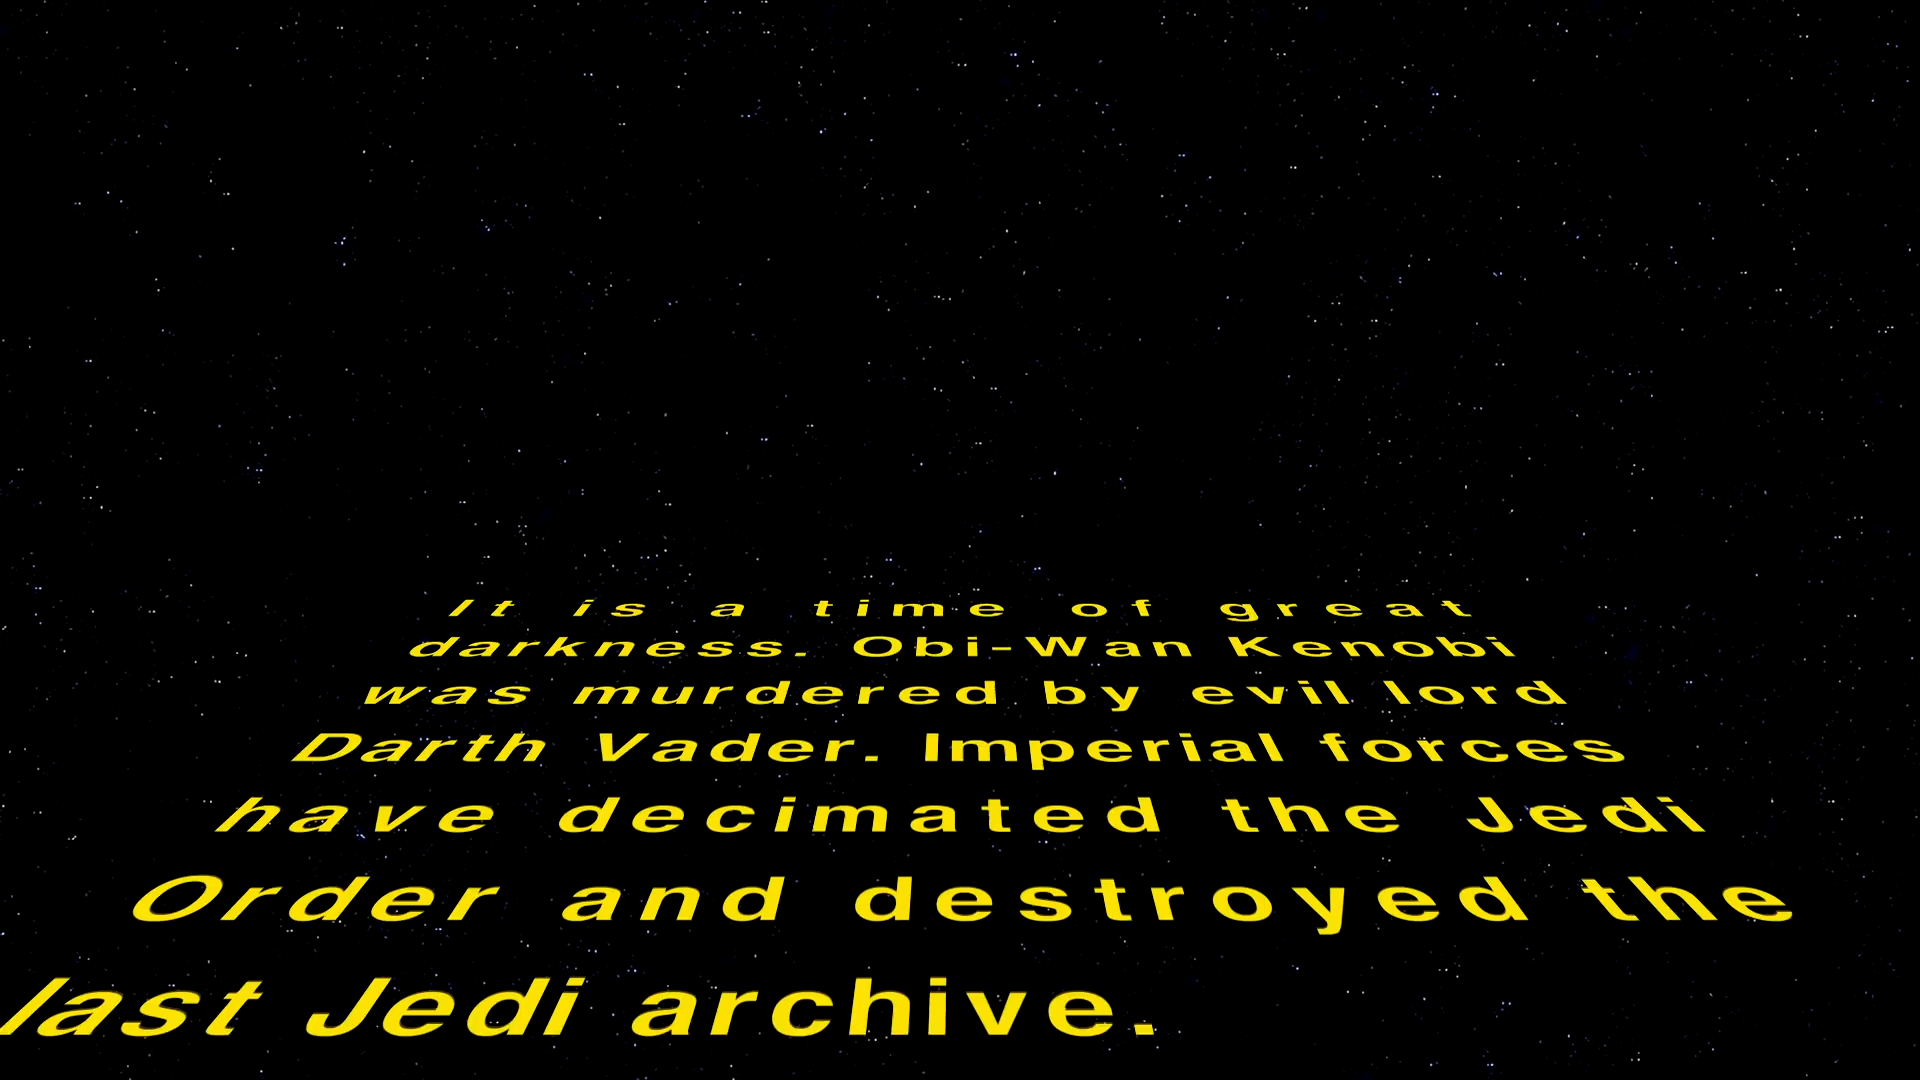 It is a time of great
darkness. Obi-Wan Kenobi
was murdered by evil lord
Darth Vader. Imperial forces
have decimated the Jedi
Order and destroyed the
last Jedi archive.